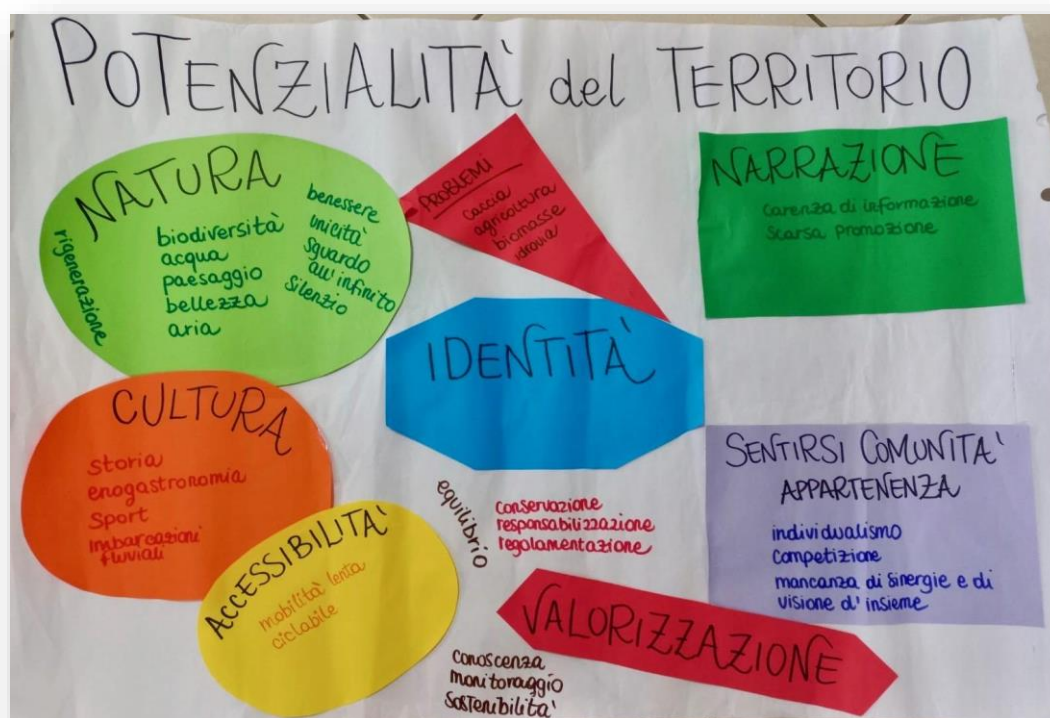 POTENZIALITÀ del TERRITORIO
NATURA
rigenerazione
biodiversità
acqua
paesaggio
bellezza
aria
benessere
unicità
sguardo
all'infinito
silenzio
PROBLEMI
caccia
agricoltura
biomasse
idrovia
NARRAZIONE
carenza di informazione
scarsa promozione
IDENTITÀ
CULTURA
storia
enogastronomia
sport
imbarcazioni
fluviali
ACCESSIBILITA'
mobilità lenta
ciclabile
equilibrio
conservazione
responsabilizzazione
regolamentazione
SENTIRSI COMUNITA'
APPARTENENZA
individualismo
competizione
mancanza di sinergie e di
visione d'insieme
VALORIZZAZIONE
conoscenza
monitoraggio
sostenibilità